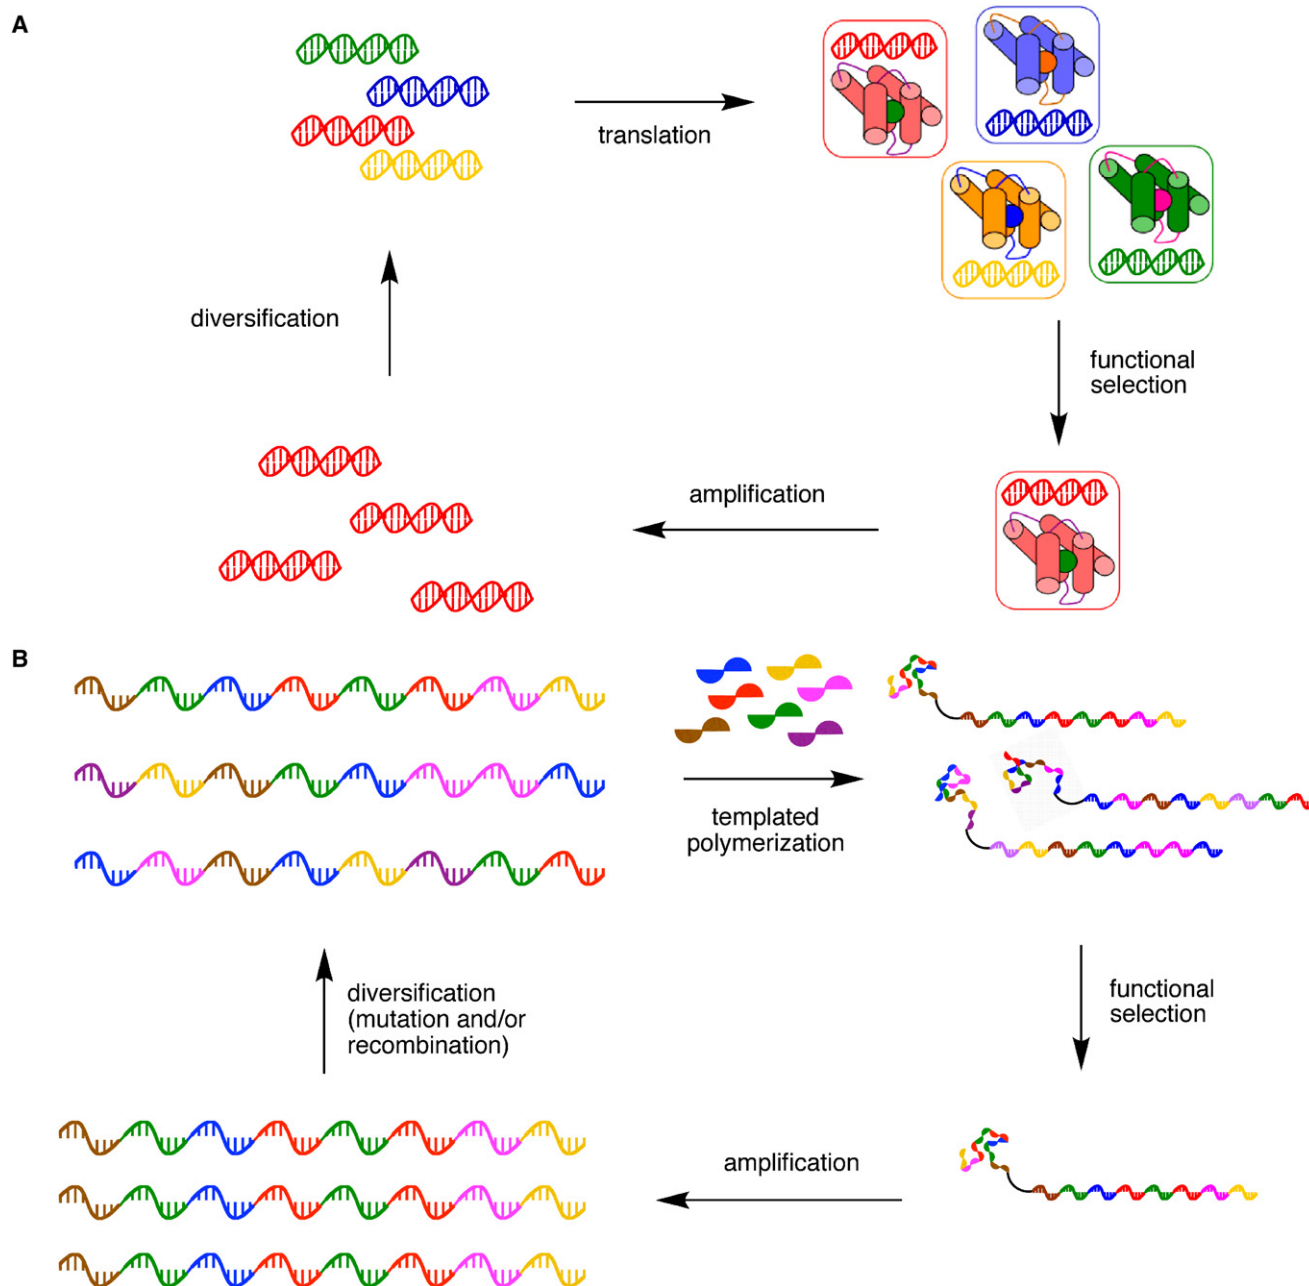 A
translation
diversification
functional
selection
amplification
B
templated
polymerization
diversification
(mutation and/or
recombination)
functional
selection
amplification